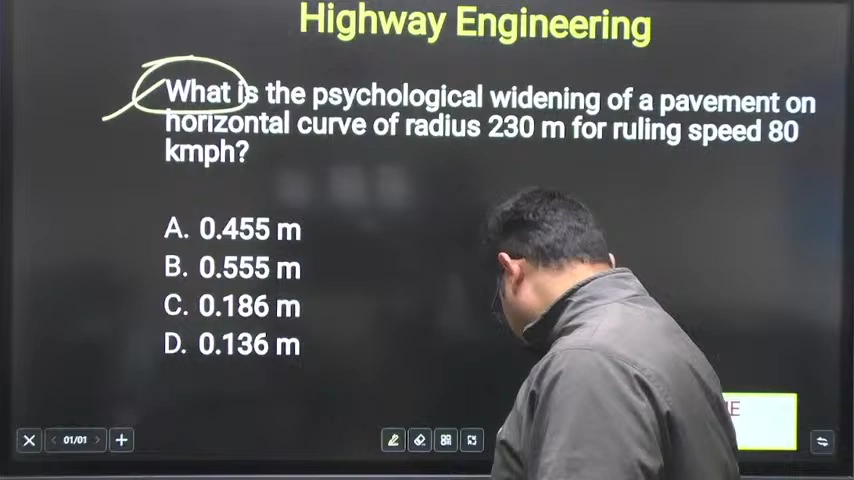 Highway Engineering
What is the psychological widening of a pavement on
horizontal curve of radius 230 m for ruling speed 80
kmph?
A. 0.455 m
B. 0.555 m
C. 0.186 m
D. 0.136 m
01/01